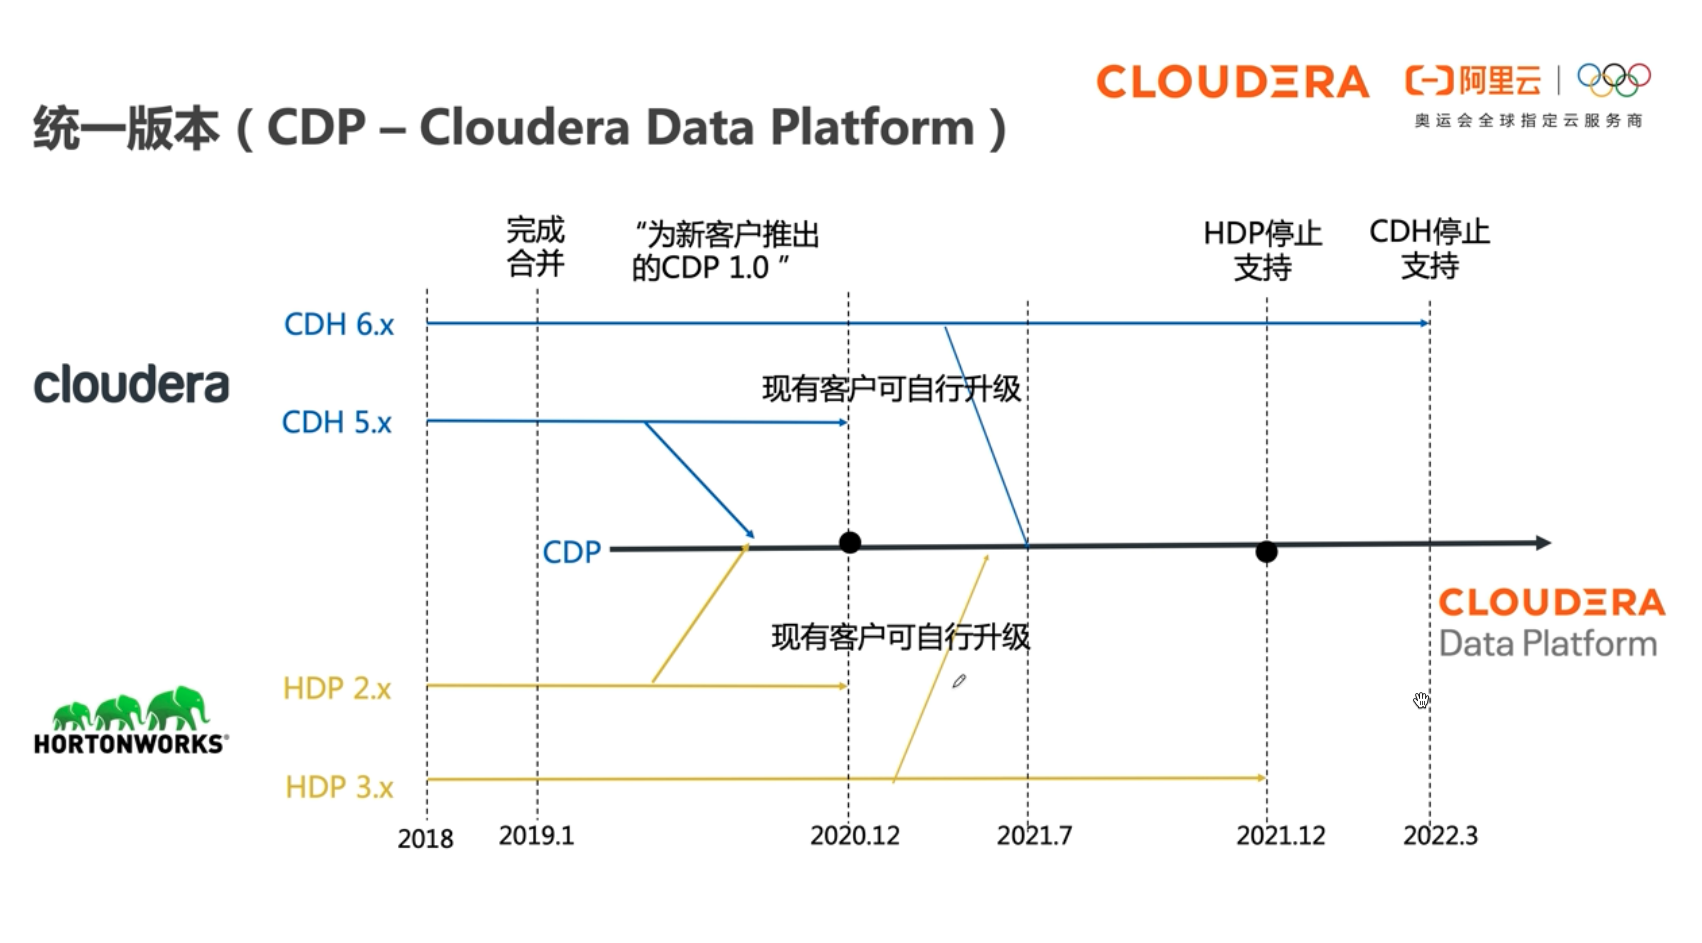 CLOUDERA
阿里云
奥运会全球指定云服务商
统一版本（CDP – Cloudera Data Platform）
完成
合并
“为新客户推出
的CDP 1.0 ”
HDP停止
支持
CDH停止
支持
CDH 6.x
cloudera
现有客户可自行升级
CDH 5.x
CDP
CLOUDERA
Data Platform
现有客户可自行升级
HDP 2.x
HORTONWORKS®
HDP 3.x
2018
2019.1
2020.12
2021.7
2021.12
2022.3